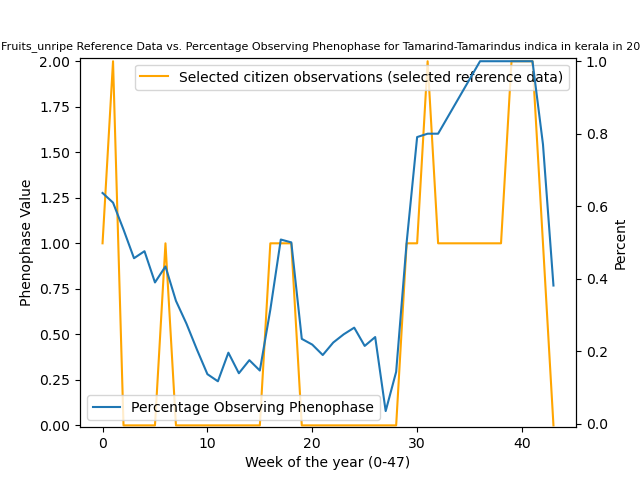 Fruits_unripe Reference Data vs. Percentage Observing Phenophase for Tamarind-Tamarindus indica in kerala in 20
Selected citizen observations (selected reference data)
Percentage Observing Phenophase
2.00
1.75
1.50
1.25
1.00
0.75
0.50
0.25
0.00
Phenophase Value
1.0
0.8
0.6
0.4
0.2
0.0
Percent
0 10 20 30 40
Week of the year (0-47)